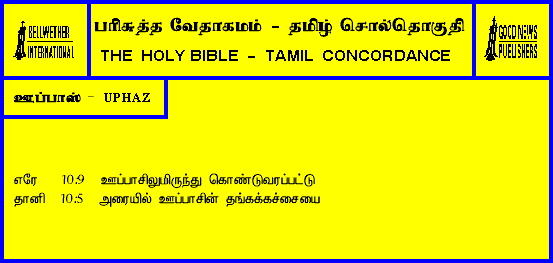 BELLWETHER
INTERNATIONAL
பரிசுத்த வேதாகமம் - தமிழ் சொல்தொகுதி
THE HOLY BIBLE - TAMIL CONCORDANCE
GOOD NEWS
PUBLISHERS
ஊப்பாஸ் - UPHAZ
எரே 10:9 ஊப்பாசிலுமிருந்து கொண்டுவரப்பட்டு
தானி 10:5 அரையில் ஊப்பாசின் தங்கக்கச்சையை